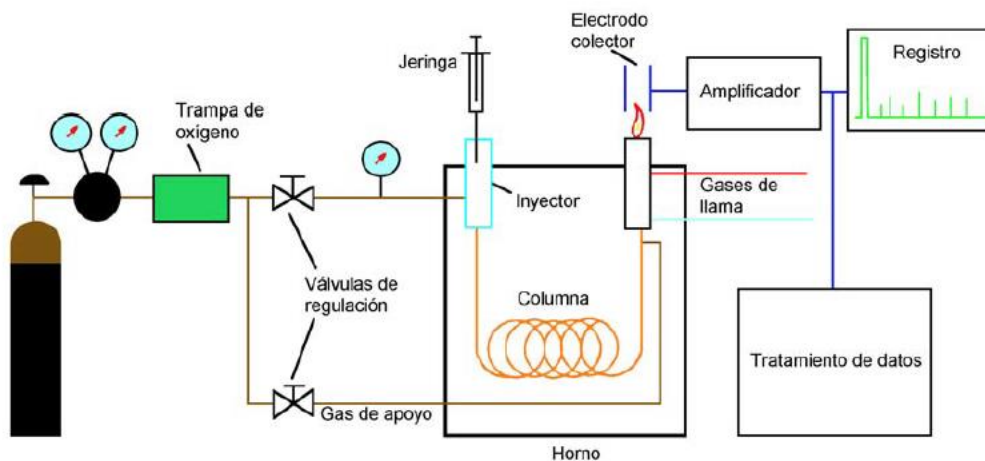 Electrodo
colector
Jeringa
Registro
Amplificador
Trampa de
oxígeno
Inyector
Gases de
llama
Válvulas de
regulación
Columna
Tratamiento de datos
Gas de apoyo
Horno